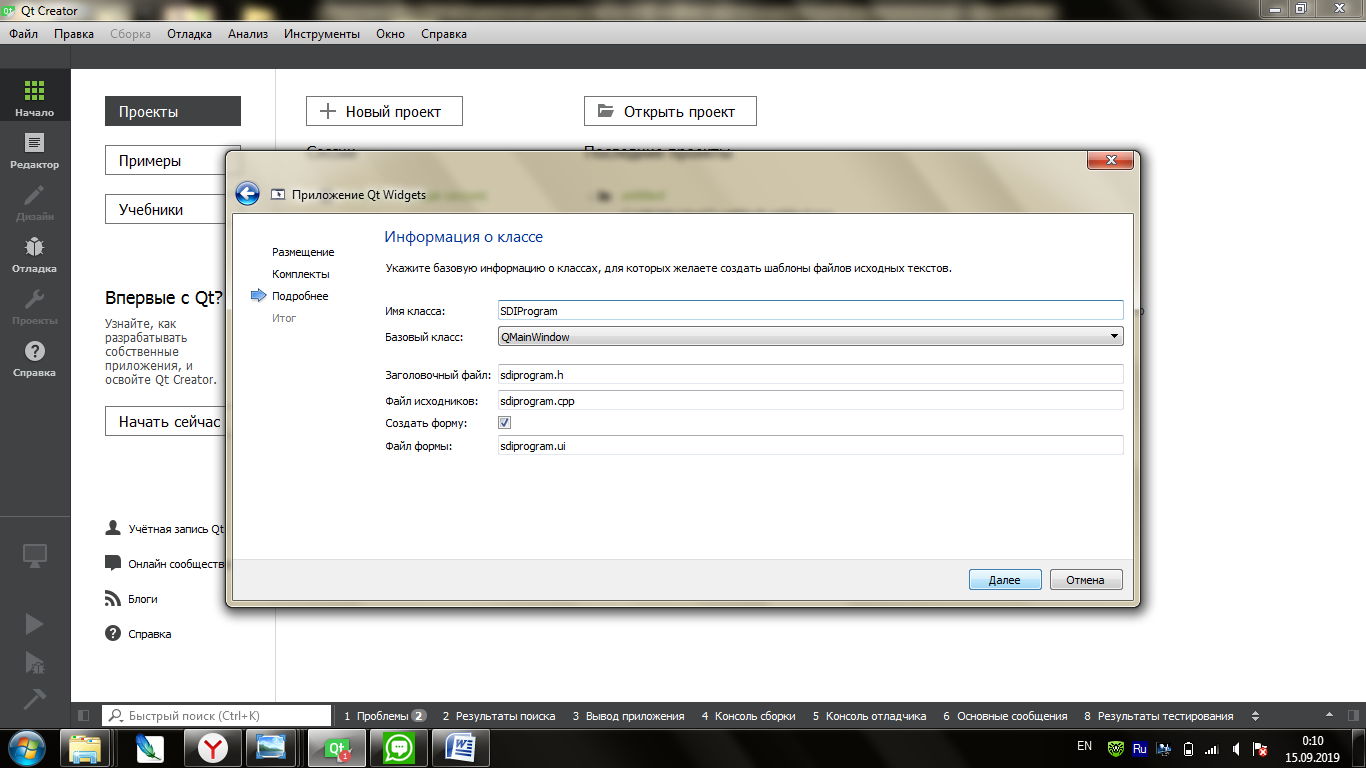 Qt Creator
Файл Правка Сборка Отладка Анализ Инструменты Окно Справка
Начало
Редактор
Дизайн
Отладка
Проекты
Справка
Проекты
Новый проект
Открыть проект
Примеры
Учебники
Впервые с Qt?
Узнайте, как
разрабатывать
собственные
приложения, и
освойте Qt Creator.
Начать сейчас
Учётная запись Qt
Онлайн сообществ
Блоги
Справка
Сессии
Последние проекты
Приложение Qt Widgets
Размещение
Комплекты
Подробнее
Итог
Информация о классе
Укажите базовую информацию о классах, для которых желаете создать шаблоны файлов исходных текстов.
Имя класса: SDIProgram
Базовый класс: QMainWindow
Заголовочный файл: sdiprogram.h
Файл исходников: sdiprogram.cpp
Создать форму:
Файл формы: sdiprogram.ui
Далее Отмена
Быстрый поиск (Ctrl+K) 1 Проблемы 2 2 Результаты поиска 3 Вывод приложения 4 Консоль сборки 5 Консоль отладчика 6 Основные сообщения 8 Результаты тестирования
Qt 1 EN Ru 0:10
15.09.2019